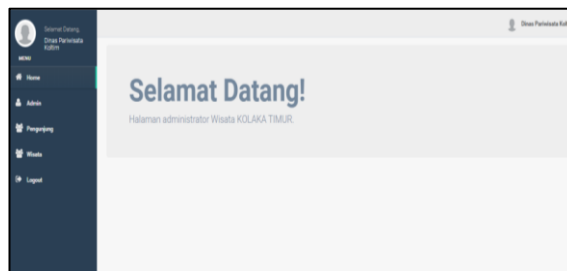 Selamat Datang,
Dinas Pariwisata
Koltim
MENU
Home
Admin
Pengunjung
Wisata
Logout
Dinas Pariwisata Kolt
Selamat Datang!
Halaman administrator Wisata KOLAKA TIMUR.